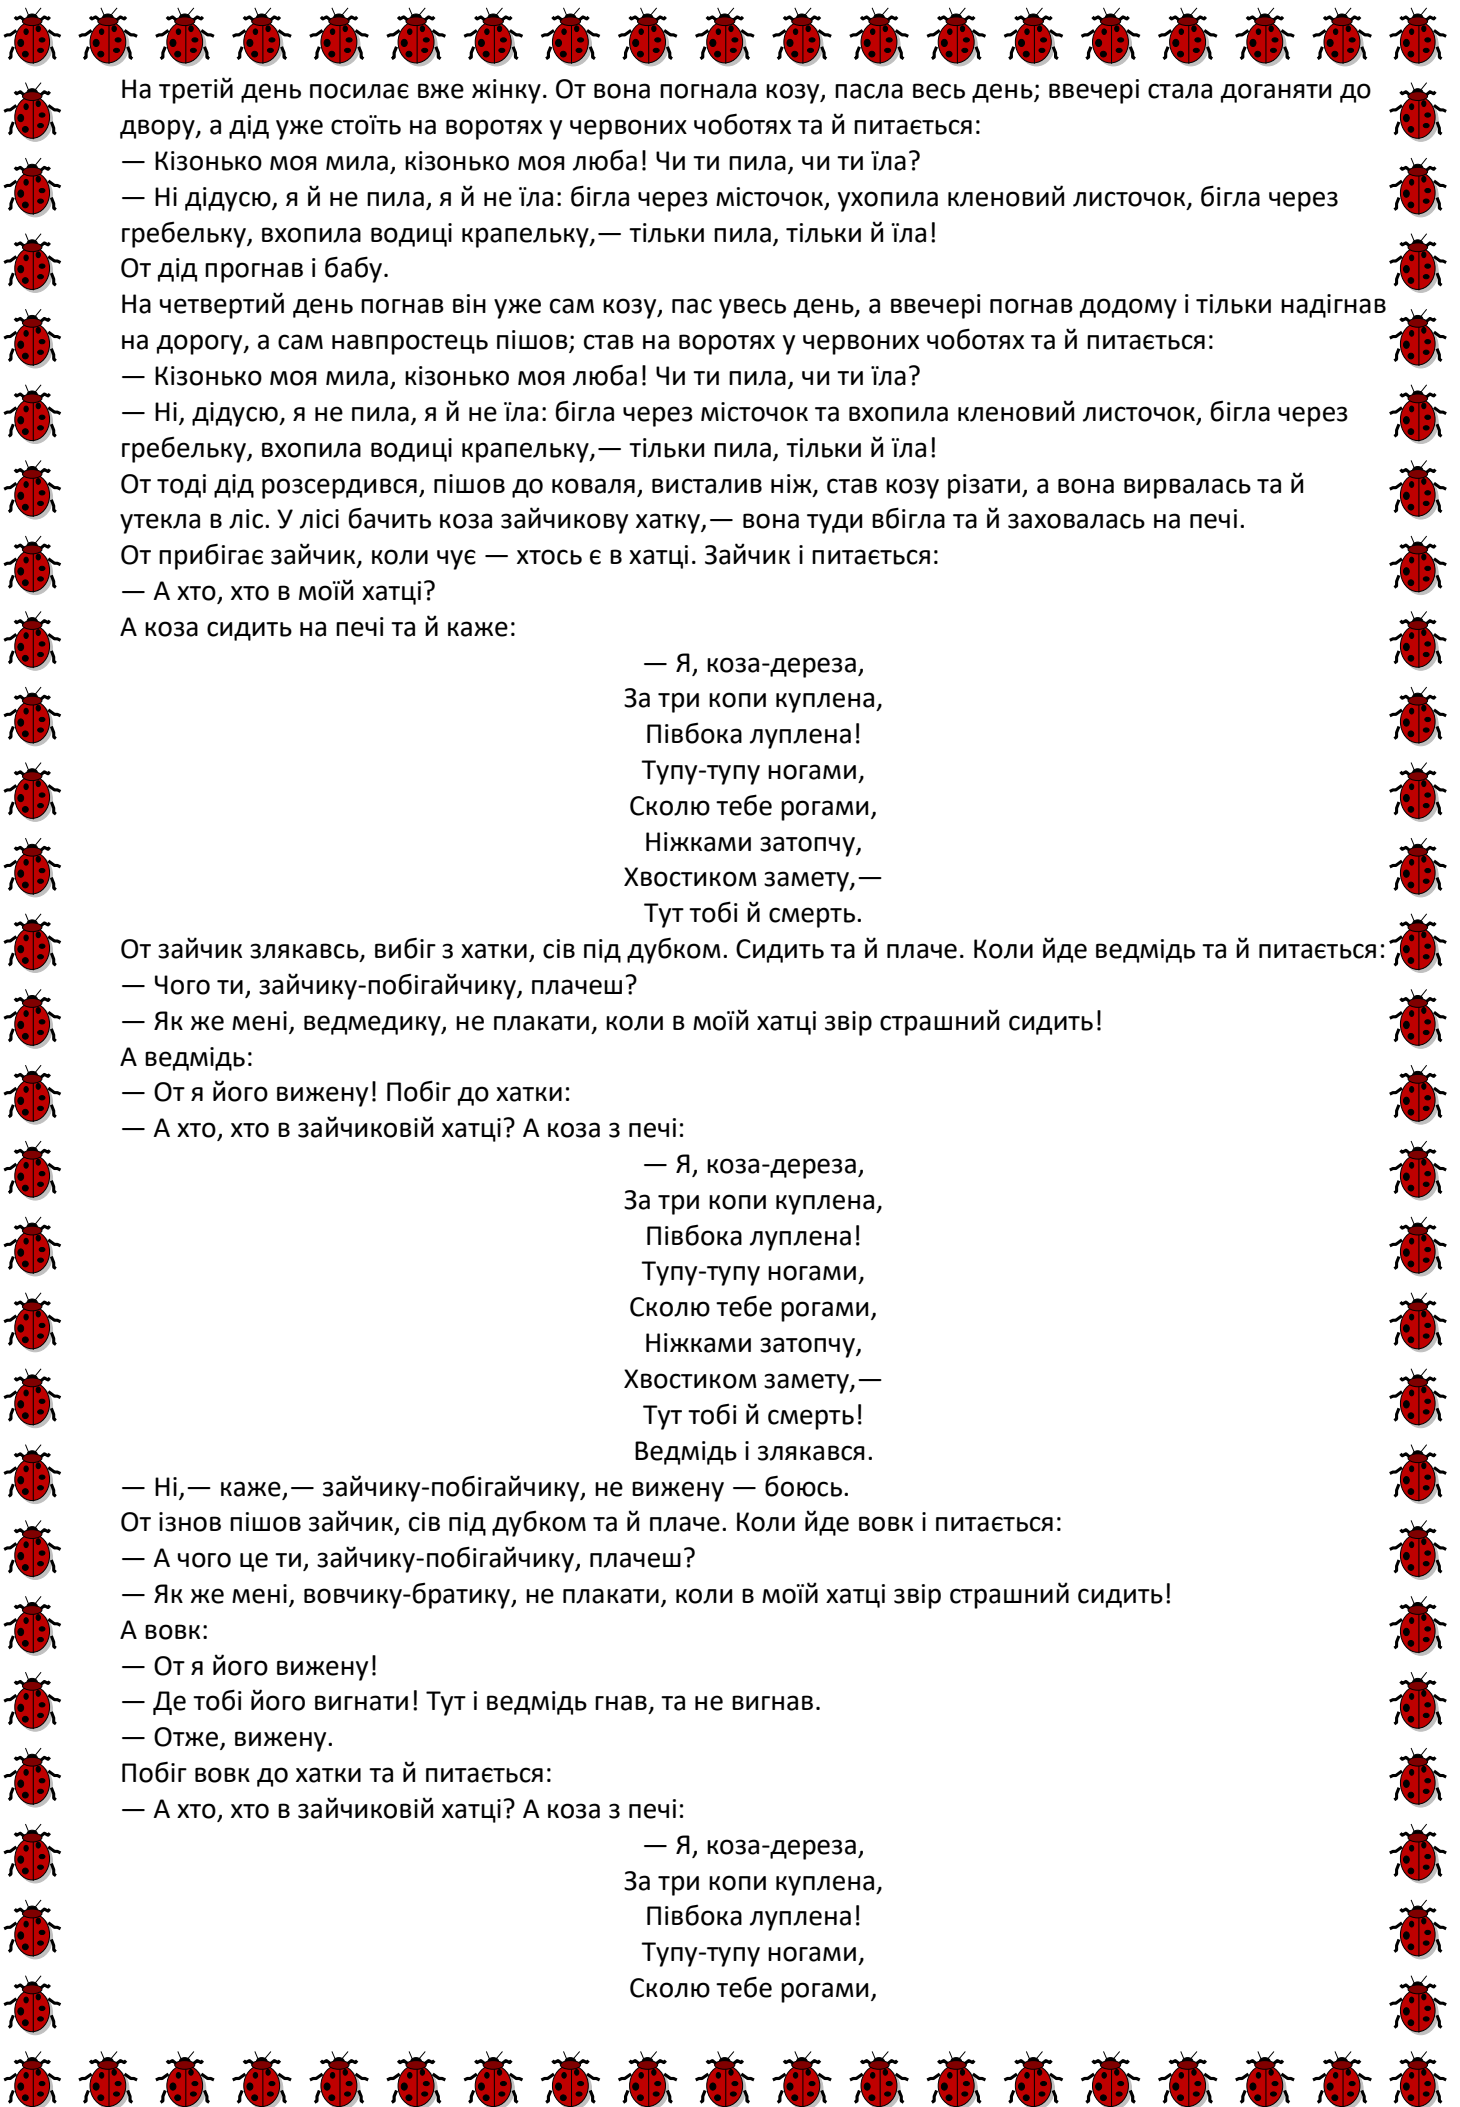 На третій день посилає вже жінку. От вона погнала козу, пасла весь день; ввечері стала доганяти до
двору, а дід уже стоїть на воротях у червоних чоботях та й питається:
— Кізонько моя мила, кізонько моя люба! Чи ти пила, чи ти їла?
— Ні дідусю, я й не пила, я й не їла: бігла через місточок, ухопила кленовий листочок, бігла через
гребельку, вхопила водиці крапельку,— тільки пила, тільки й їла!
От дід прогнав і бабу.
На четвертий день погнав він уже сам козу, пас увесь день, а ввечері погнав додому і тільки надігнав
на дорогу, а сам навпростець пішов; став на воротях у червоних чоботях та й питається:
— Кізонько моя мила, кізонько моя люба! Чи ти пила, чи ти їла?
— Ні, дідусю, я не пила, я й не їла: бігла через місточок та вхопила кленовий листочок, бігла через
гребельку, вхопила водиці крапельку,— тільки пила, тільки й їла!
От тоді дід розсердився, пішов до коваля, висталив ніж, став козу різати, а вона вирвалась та й
утекла в ліс. У лісі бачить коза зайчикову хатку,— вона туди вбігла та й заховалась на печі.
От прибігає зайчик, коли чує — хтось є в хатці. Зайчик і питається:
— А хто, хто в моїй хатці?
А коза сидить на печі та й каже:
— Я, коза-дереза,
За три копи куплена,
Півбока луплена!
Тупу-тупу ногами,
Сколю тебе рогами,
Ніжками затопчу,
Хвостиком замету,—
Тут тобі й смерть.
От зайчик злякавсь, вибіг з хатки, сів під дубком. Сидить та й плаче. Коли йде ведмідь та й питається:
— Чого ти, зайчику-побігайчику, плачеш?
— Як же мені, ведмедику, не плакати, коли в моїй хатці звір страшний сидить!
А ведмідь:
— От я його вижену! Побіг до хатки:
— А хто, хто в зайчиковій хатці? А коза з печі:
— Я, коза-дереза,
За три копи куплена,
Півбока луплена!
Тупу-тупу ногами,
Сколю тебе рогами,
Ніжками затопчу,
Хвостиком замету,—
Тут тобі й смерть!
Ведмідь і злякався.
— Ні,— каже,— зайчику-побігайчику, не вижену — боюсь.
От ізнов пішов зайчик, сів під дубком та й плаче. Коли йде вовк і питається:
— А чого це ти, зайчику-побігайчику, плачеш?
— Як же мені, вовчику-братику, не плакати, коли в моїй хатці звір страшний сидить!
А вовк:
— От я його вижену!
— Де тобі його вигнати! Тут і ведмідь гнав, та не вигнав.
— Отже, вижену.
Побіг вовк до хатки та й питається:
— А хто, хто в зайчиковій хатці? А коза з печі:
— Я, коза-дереза,
За три копи куплена,
Півбока луплена!
Тупу-тупу ногами,
Сколю тебе рогами,